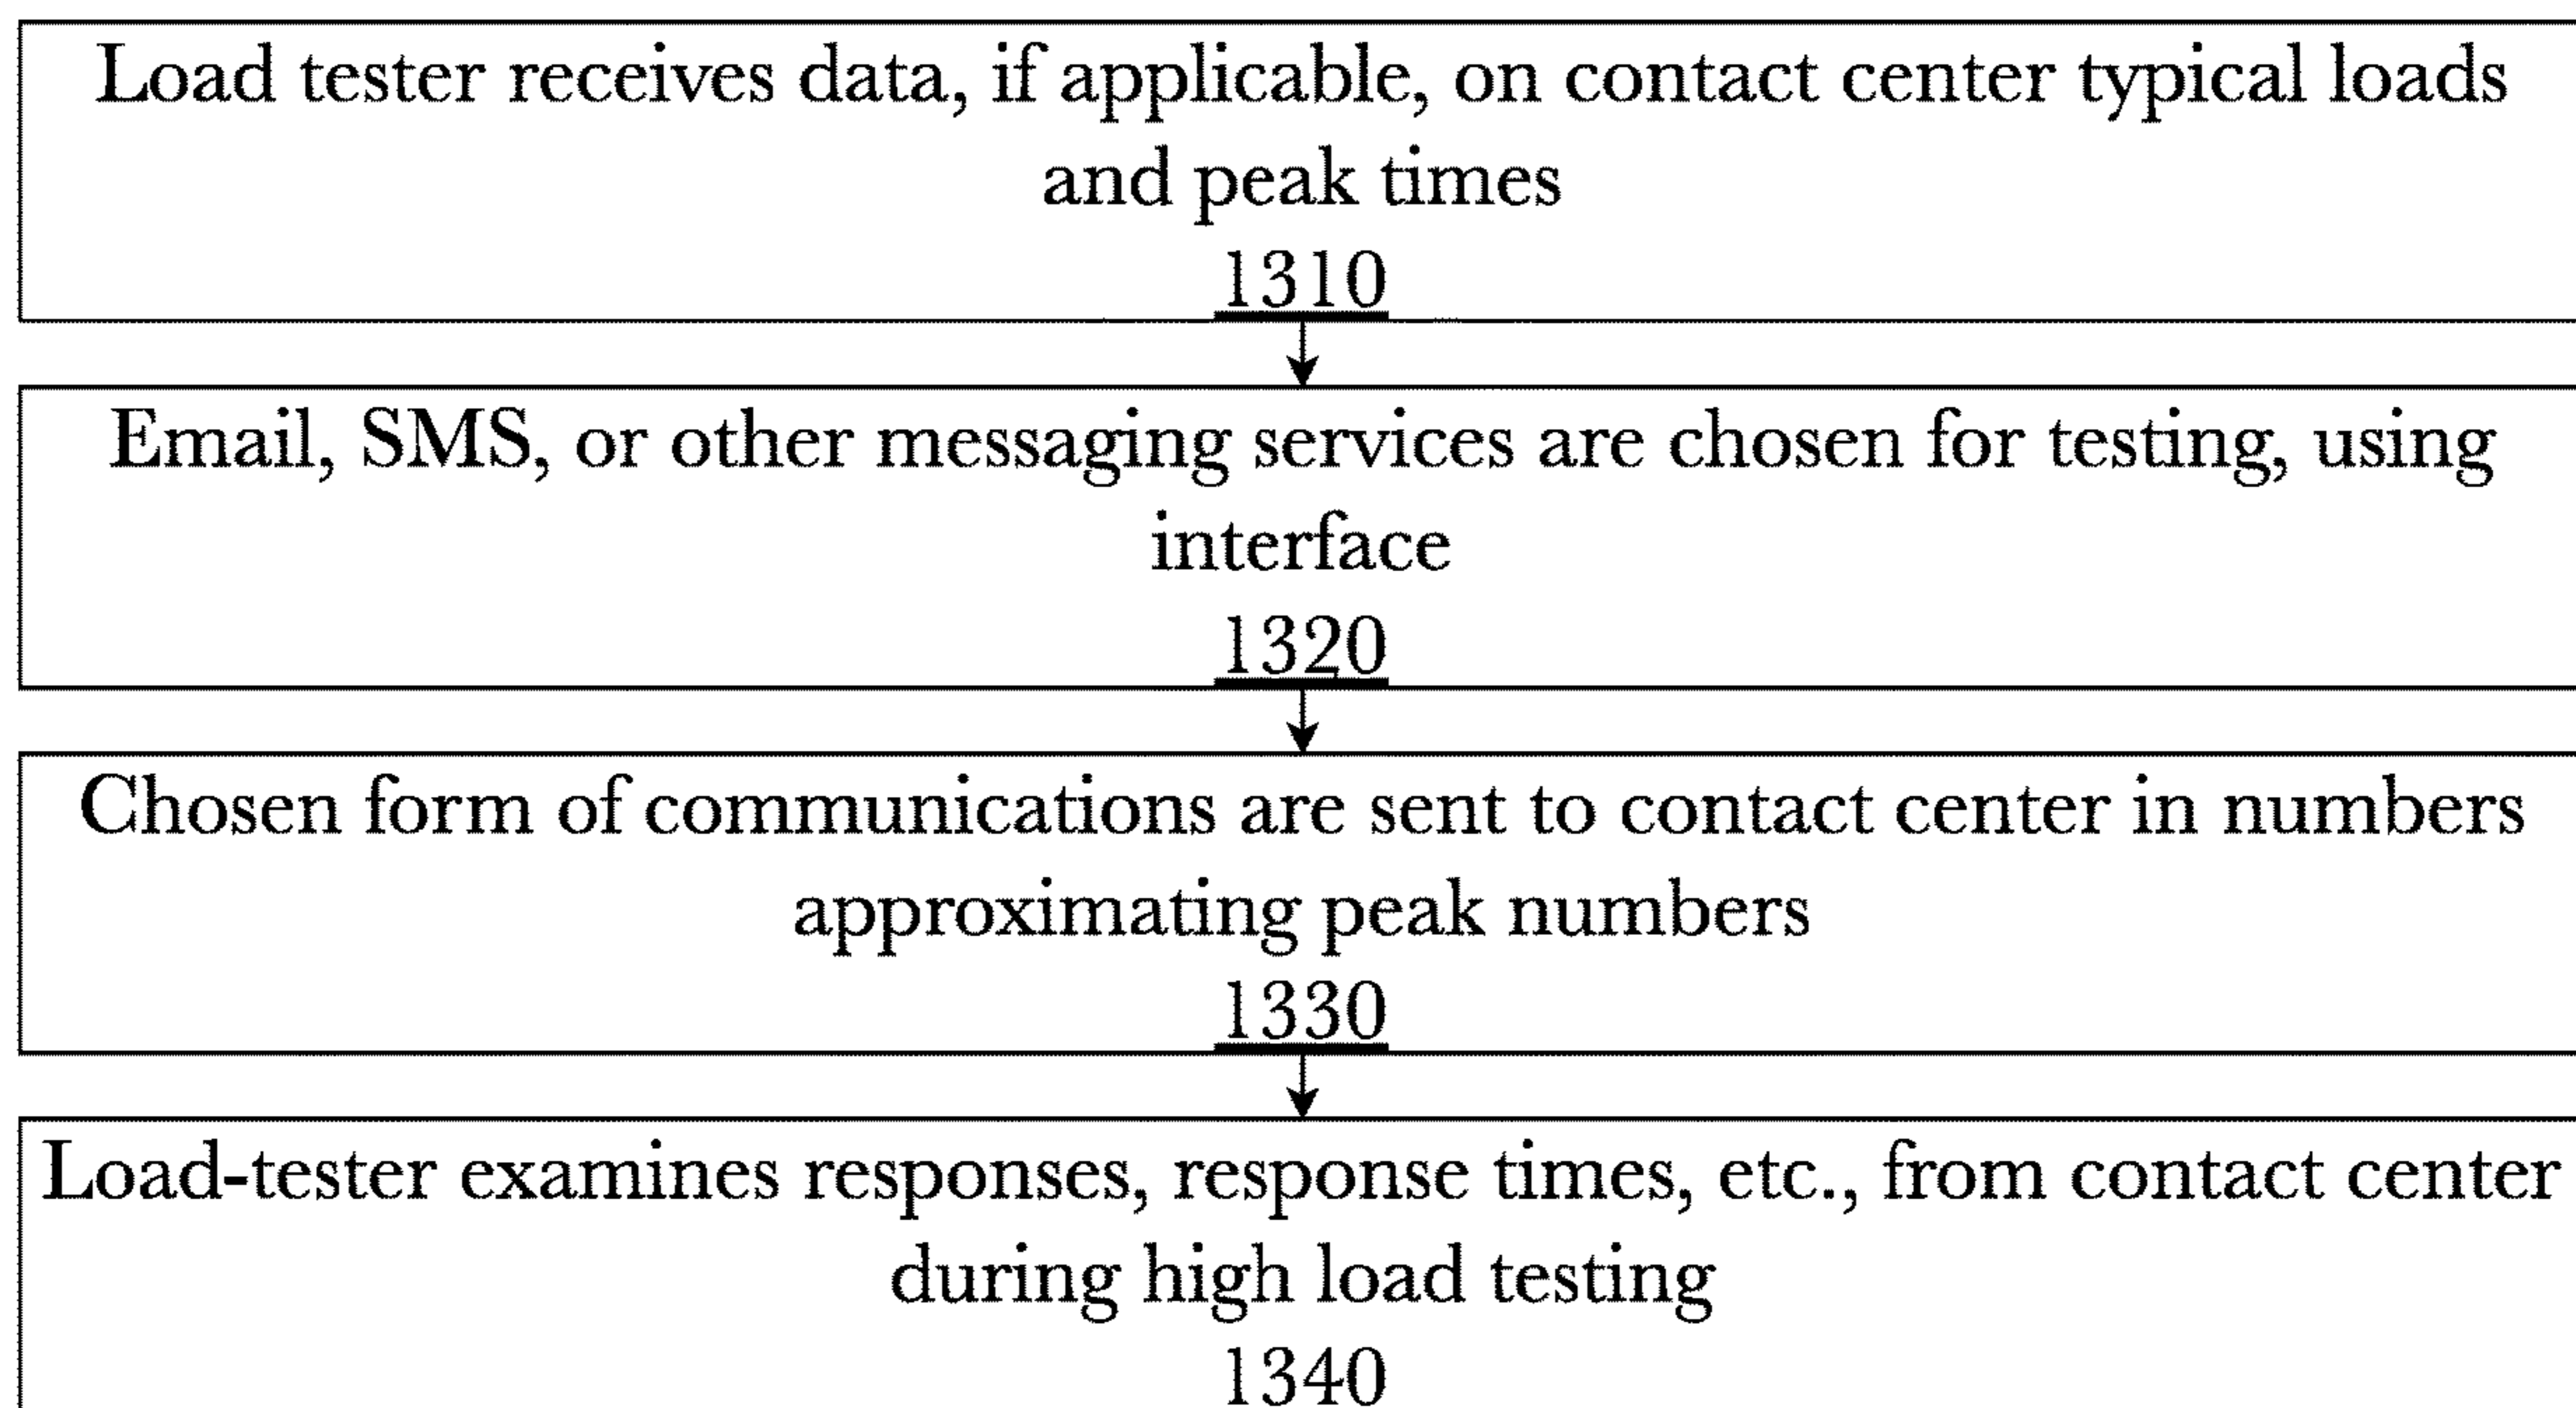 Load tester receives data, if applicable, on contact center typical loads
and peak times
1310
Email, SMS, or other messaging services are chosen for testing, using
interface
1320
Chosen form of communications are sent to contact center in numbers
approximating peak numbers
1330
Load-tester examines responses, response times, etc., from contact center
during high load testing
1340